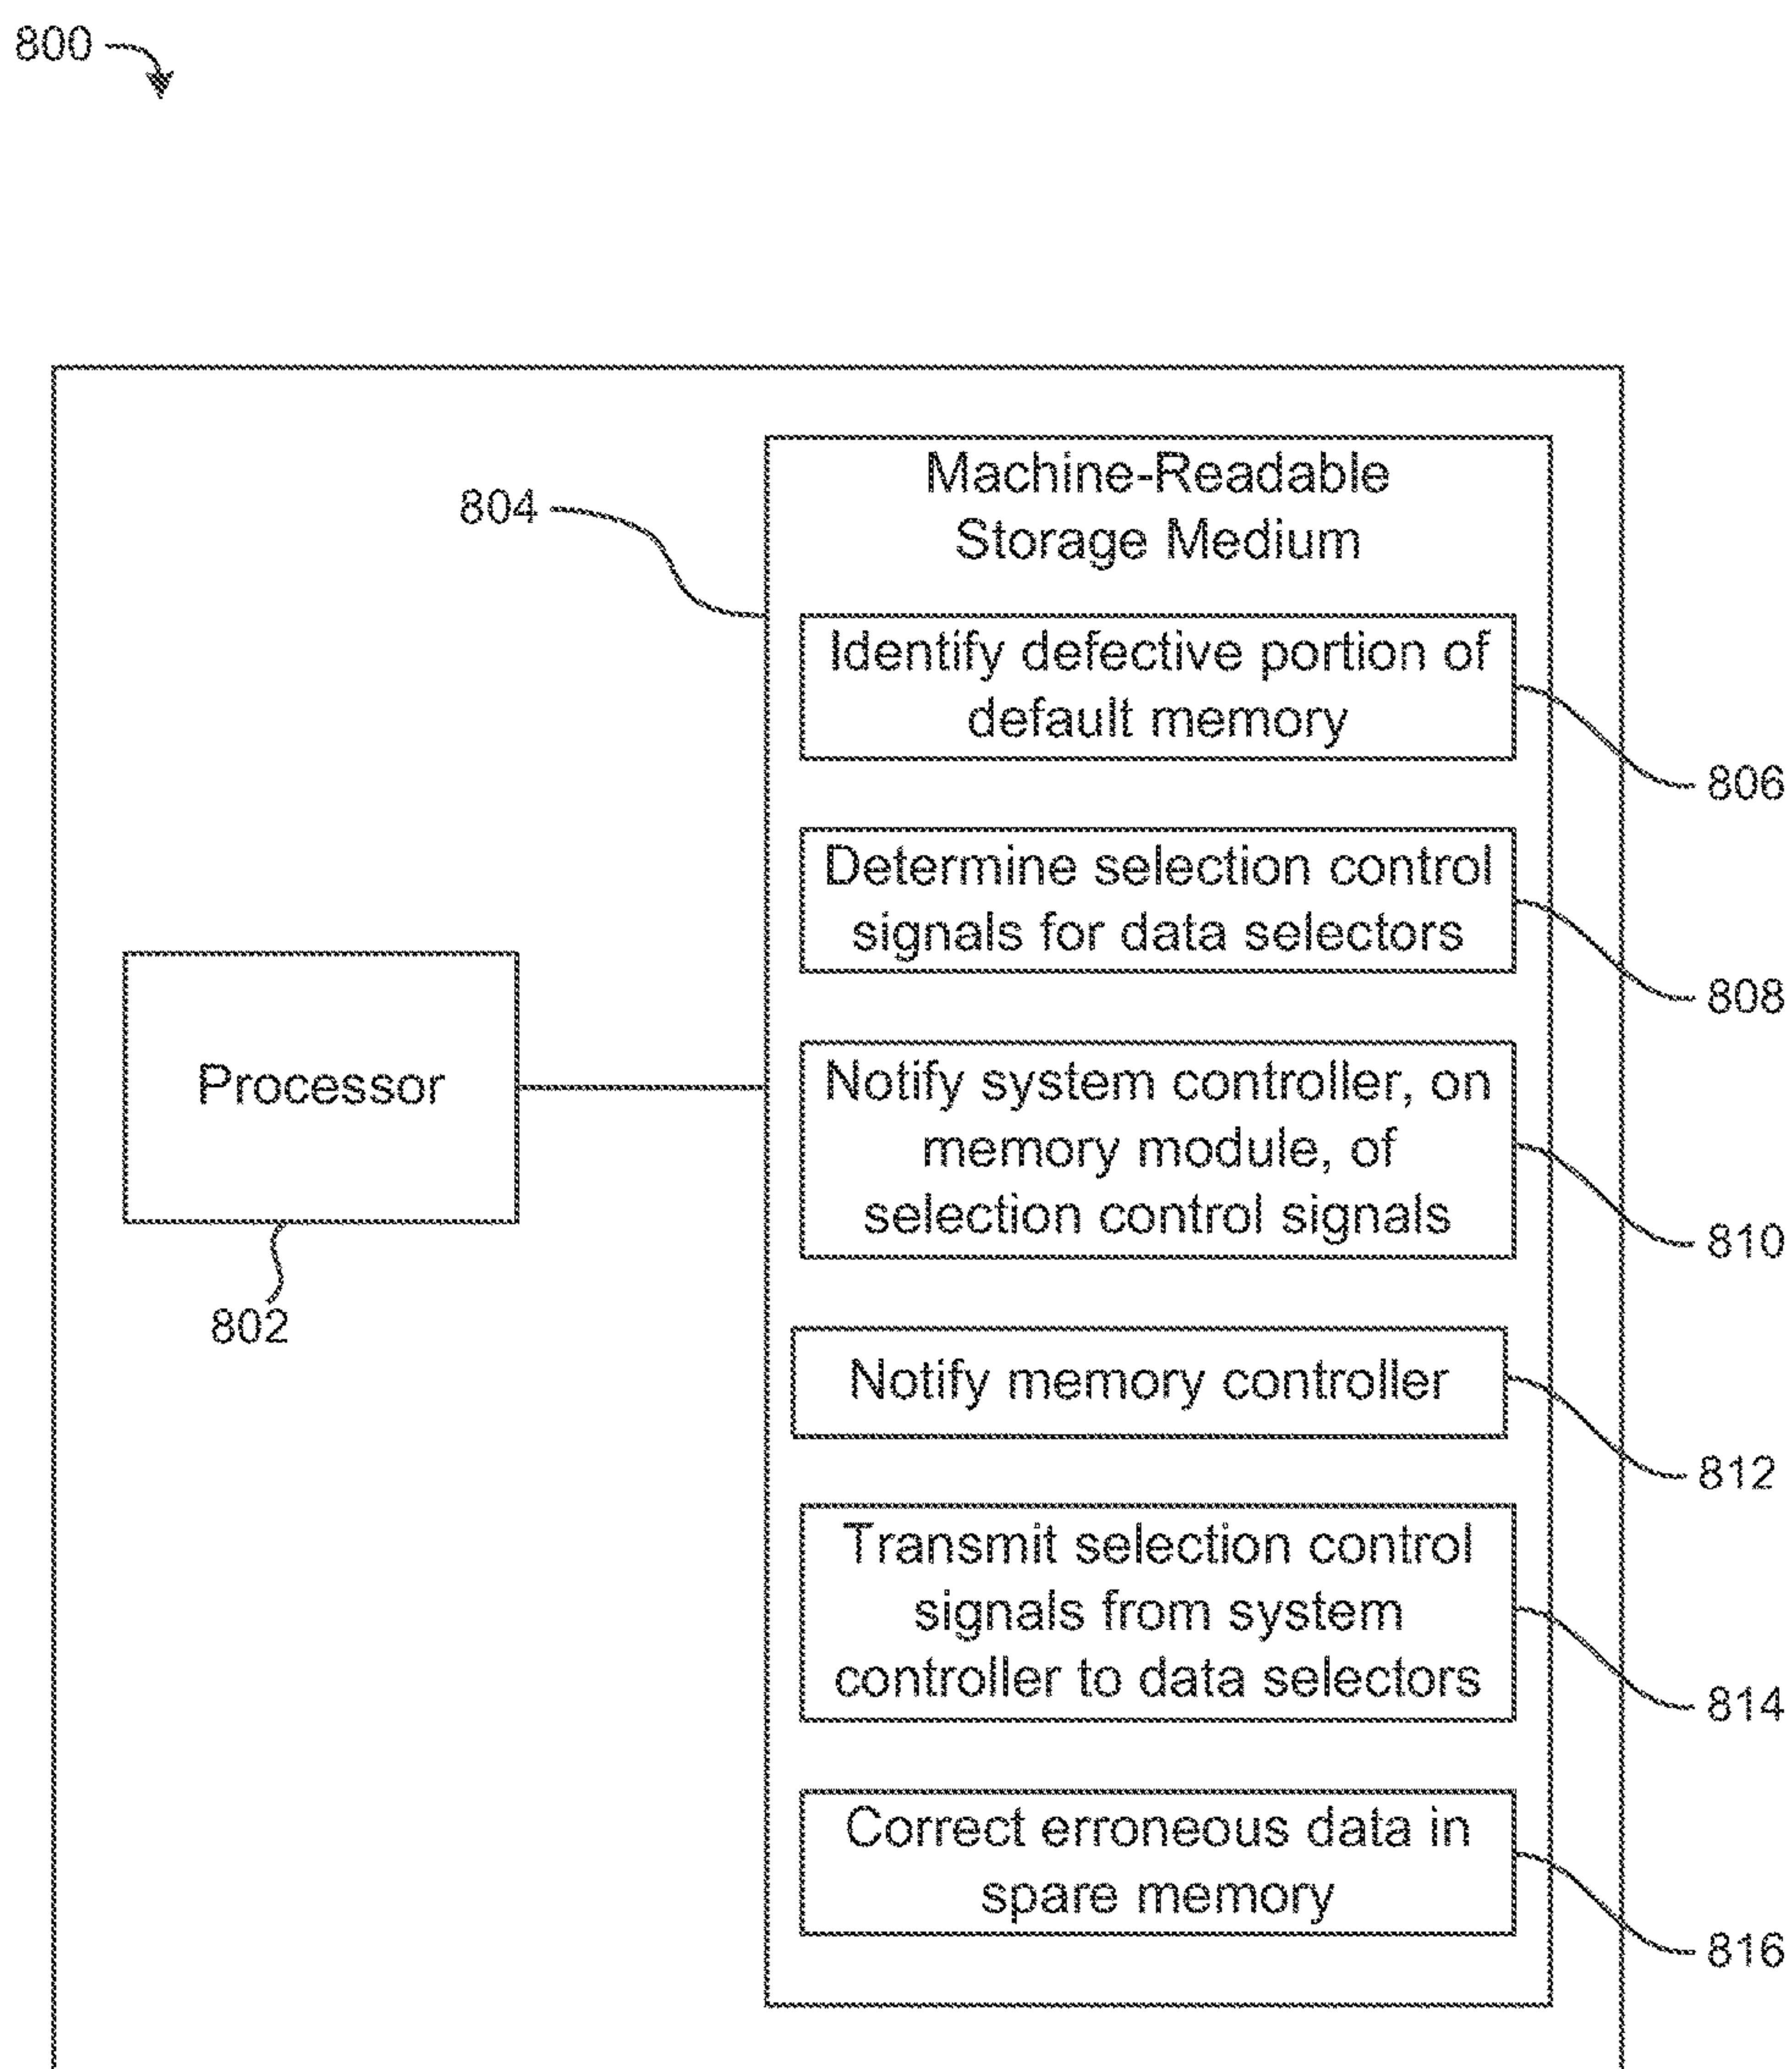 800
Machine-Readable
Storage Medium
804
Identify defective portion of
default memory
806
Determine selection control
signals for data selectors
808
Processor
802
Notify system controller, on
memory module, of
selection control signals
810
Notify memory controller
812
Transmit selection control
signals from system
controller to data selectors
814
Correct erroneous data in
spare memory
816